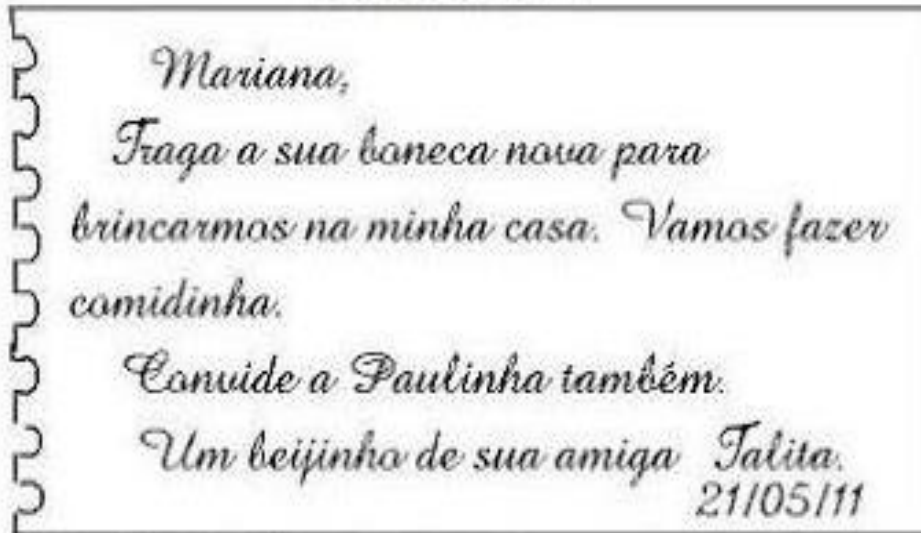 Mariana,
Traga a sua boneca nova para
brincarmos na minha casa. Vamos fazer
comidinha.
Convide a Paulinha também.
Um beijinho de sua amiga Talita.
21/05/11